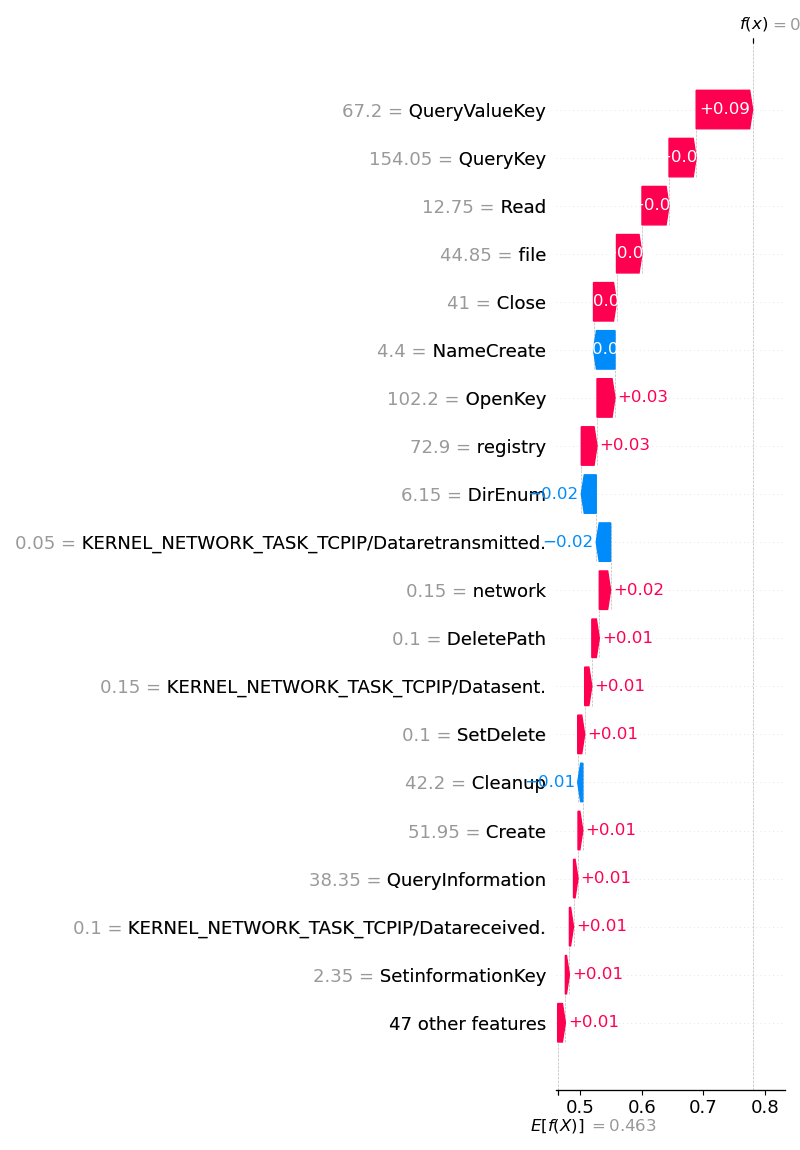 f(x) = 0
67.2 = QueryValueKey +0.09
154.05 = QueryKey
12.75 = Read
44.85 = file
41 = Close
4.4 = NameCreate
102.2 = OpenKey +0.03
72.9 = registry +0.03
6.15 = DirEnum −0.02
0.05 = KERNEL_NETWORK_TASK_TCPIP/Dataretransmitted. −0.02
0.15 = network +0.02
0.1 = DeletePath +0.01
0.15 = KERNEL_NETWORK_TASK_TCPIP/Datasent. +0.01
0.1 = SetDelete +0.01
42.2 = Cleanup −0.01
51.95 = Create +0.01
38.35 = QueryInformation +0.01
0.1 = KERNEL_NETWORK_TASK_TCPIP/Datareceived. +0.01
2.35 = SetinformationKey +0.01
47 other features +0.01
0.5 0.6 0.7 0.8
E[f(X)] = 0.463